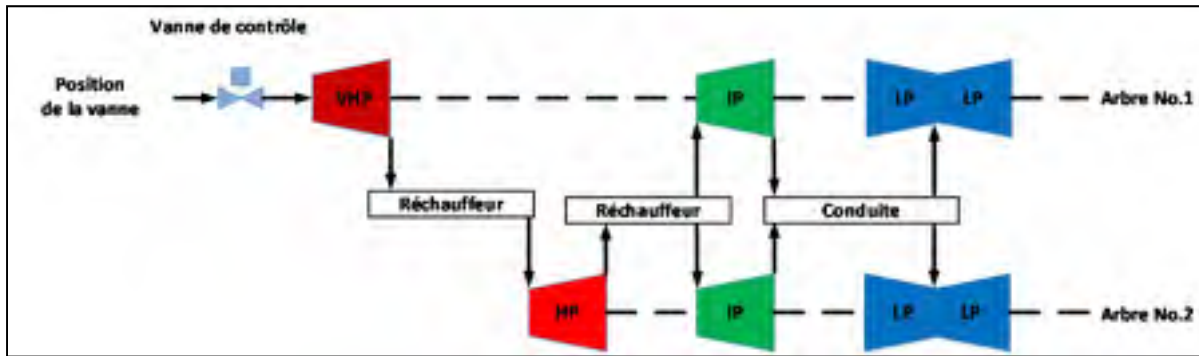 Vanne de contrôle
Position
de la vanne
VHP
IP
LP
LP
Arbre No.1
Réchauffeur
Réchauffeur
Conduite
HP
IP
LP
LP
Arbre No.2